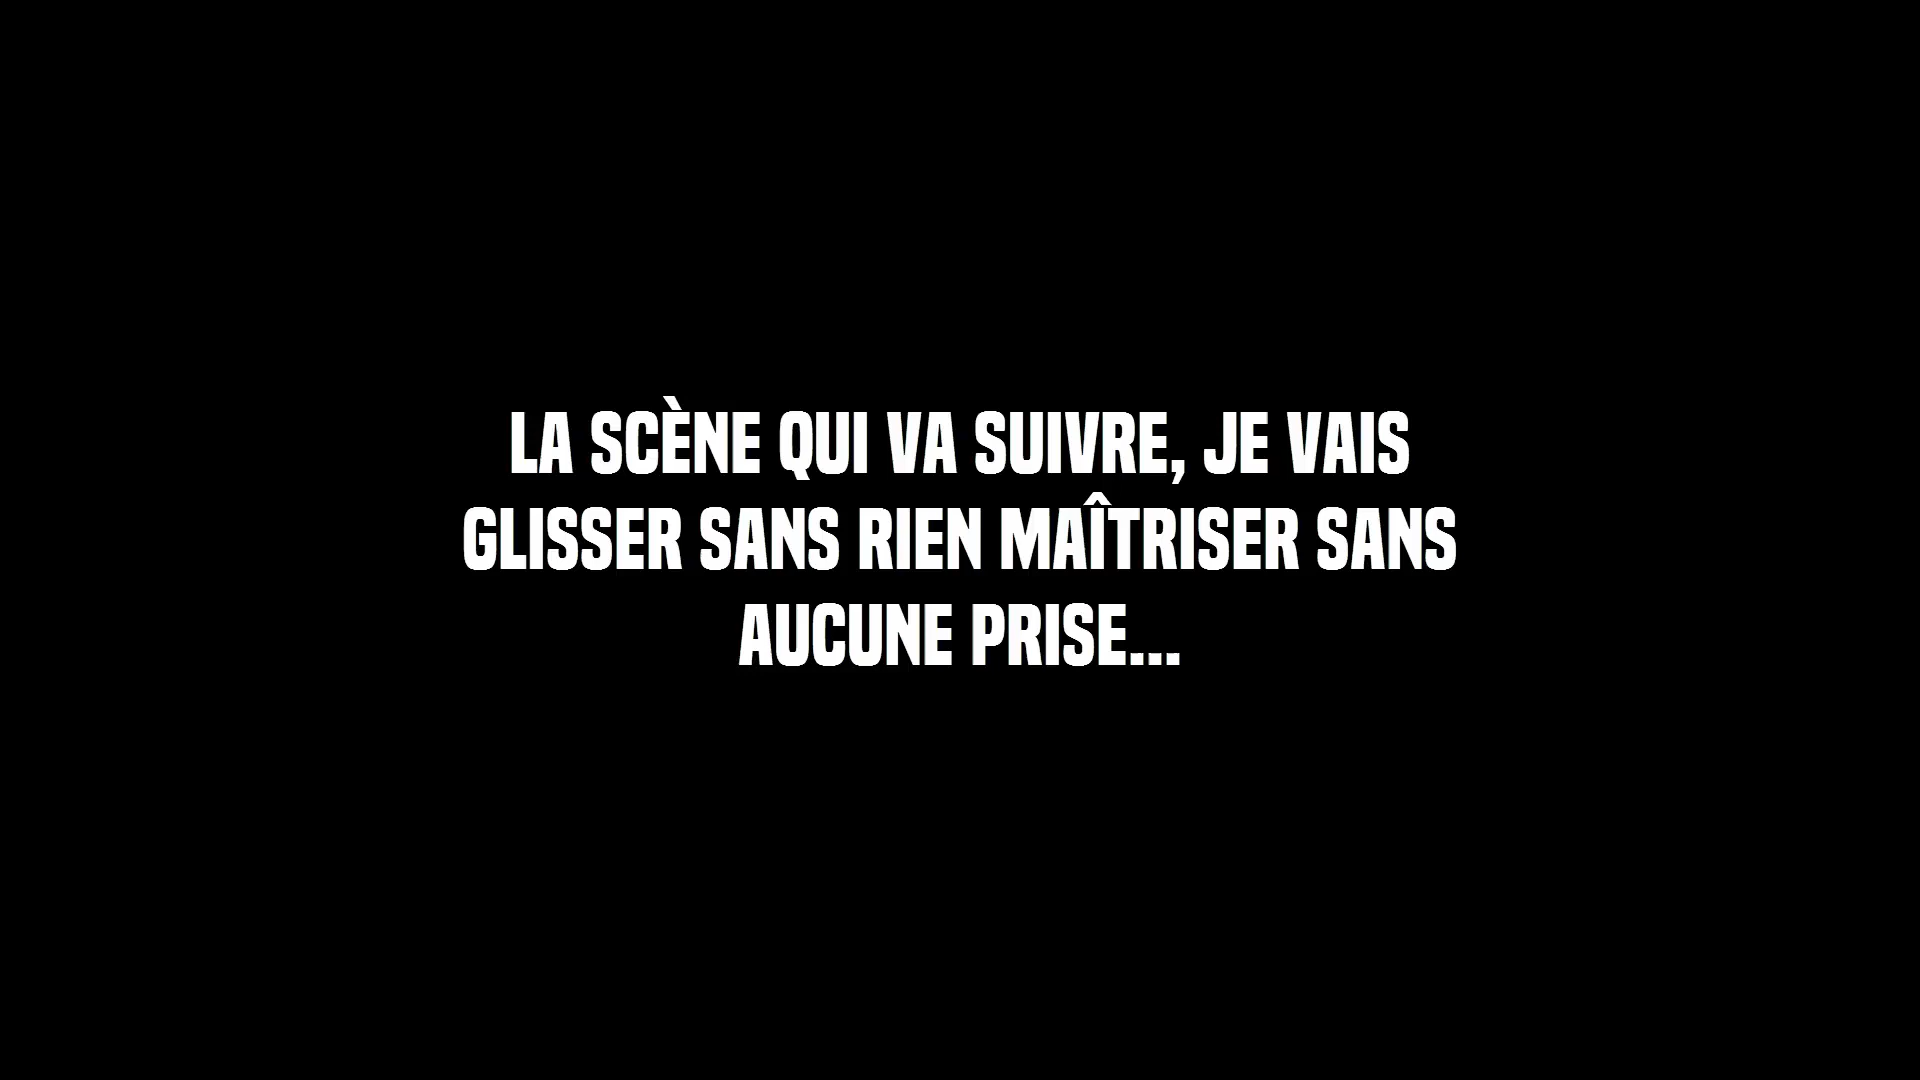 LA SCÈNE QUI VA SUIVRE, JE VAIS
GLISSER SANS RIEN MAÎTRISER SANS
AUCUNE PRISE...